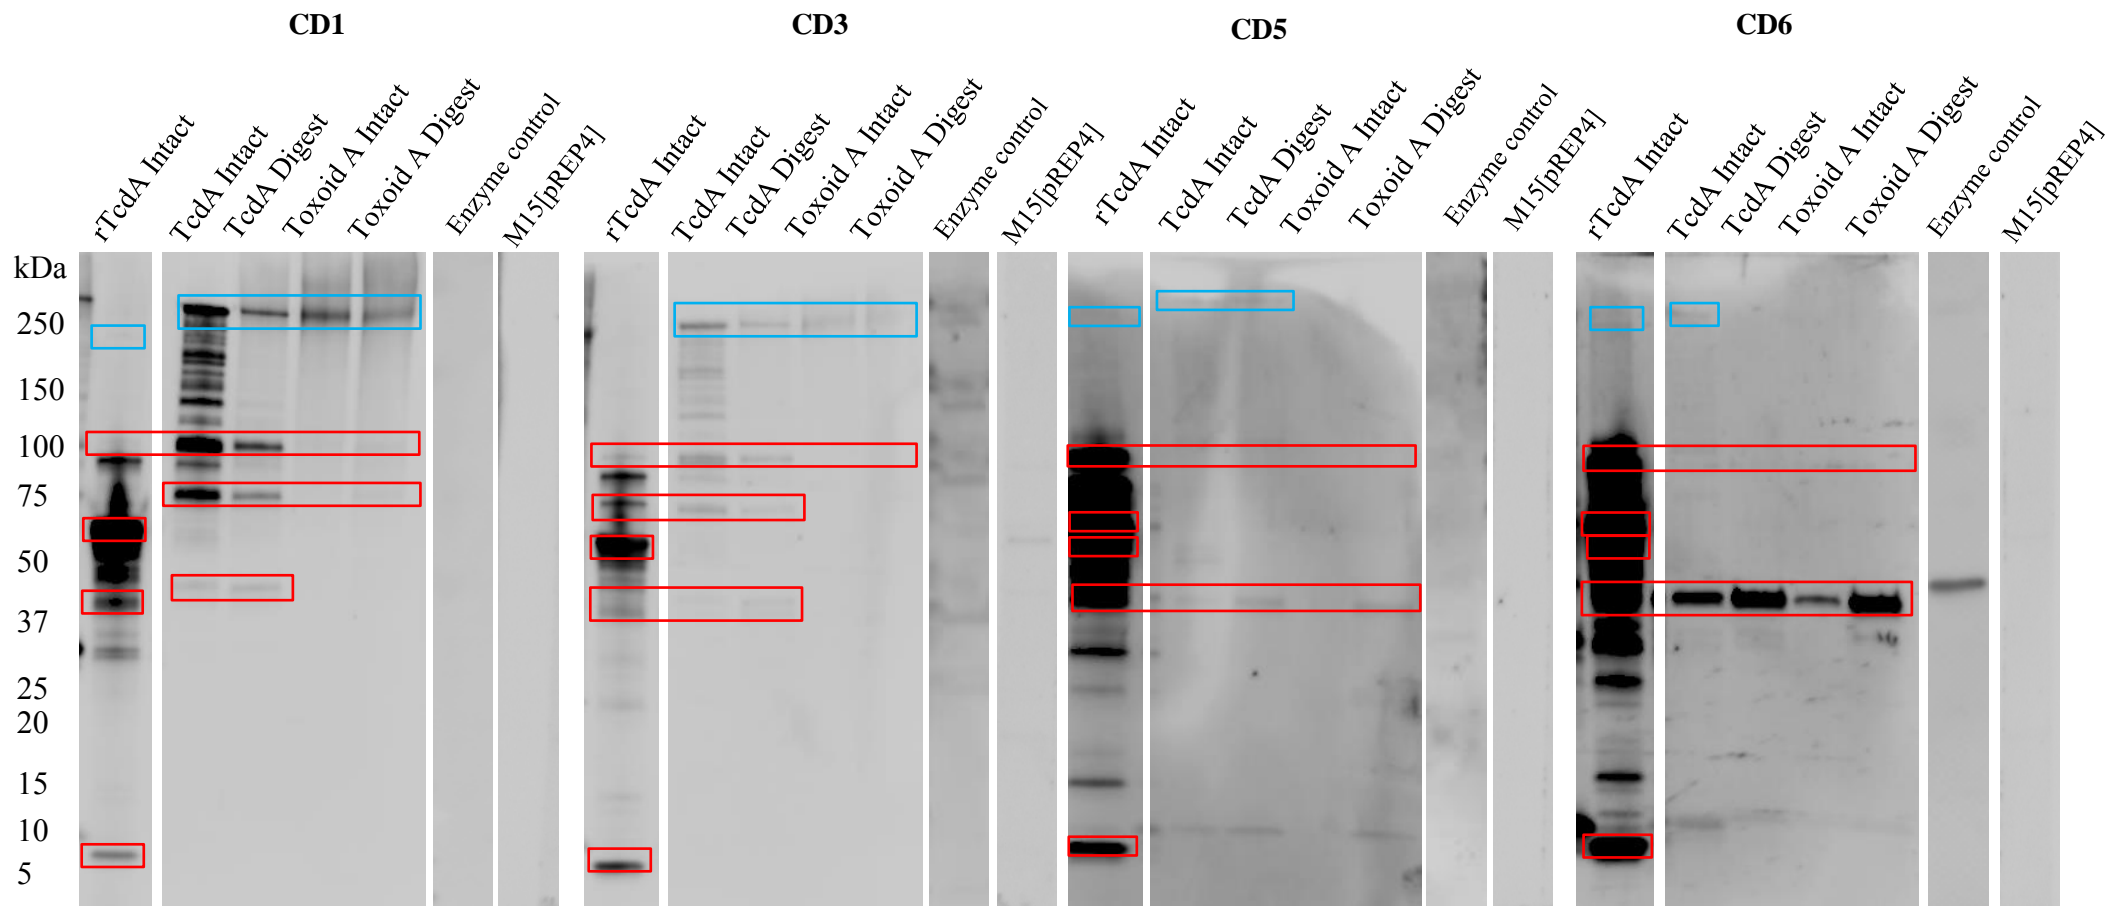 CD1
CD3
CD5
CD6
rTcdA Intact
TcdA Intact
TcdA Digest
Toxoid A Intact
Toxoid A Digest
Enzyme control
M15[pREP4]
rTcdA Intact
TcdA Intact
TcdA Digest
Toxoid A Intact
Toxoid A Digest
Enzyme control
M15[pREP4]
rTcdA Intact
TcdA Intact
TcdA Digest
Toxoid A Intact
Toxoid A Digest
Enzyme control
M15[pREP4]
rTcdA Intact
TcdA Intact
TcdA Digest
Toxoid A Intact
Toxoid A Digest
Enzyme control
M15[pREP4]
kDa
250
150
100
75
50
37
25
20
15
10
5